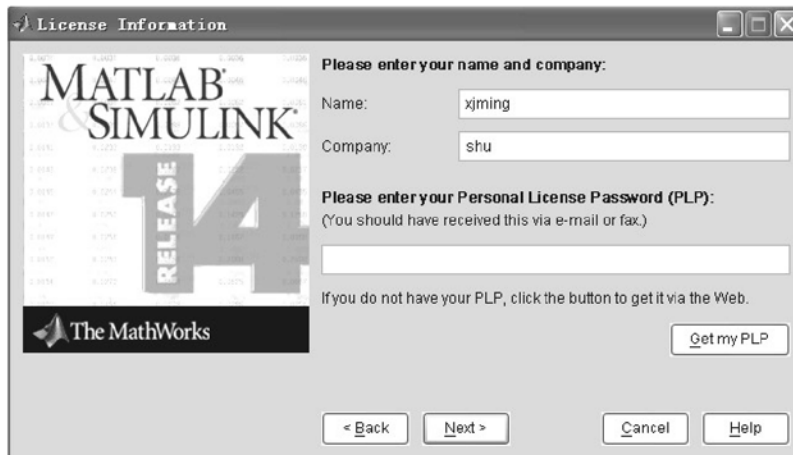 License Information
MATLAB®
& SIMULINK®
RELEASE 14
The MathWorks
Please enter your name and company:
Name: xjming
Company: shu
Please enter your Personal License Password (PLP):
(You should have received this via e-mail or fax.)
If you do not have your PLP, click the button to get it via the Web.
Get my PLP
< Back Next > Cancel Help